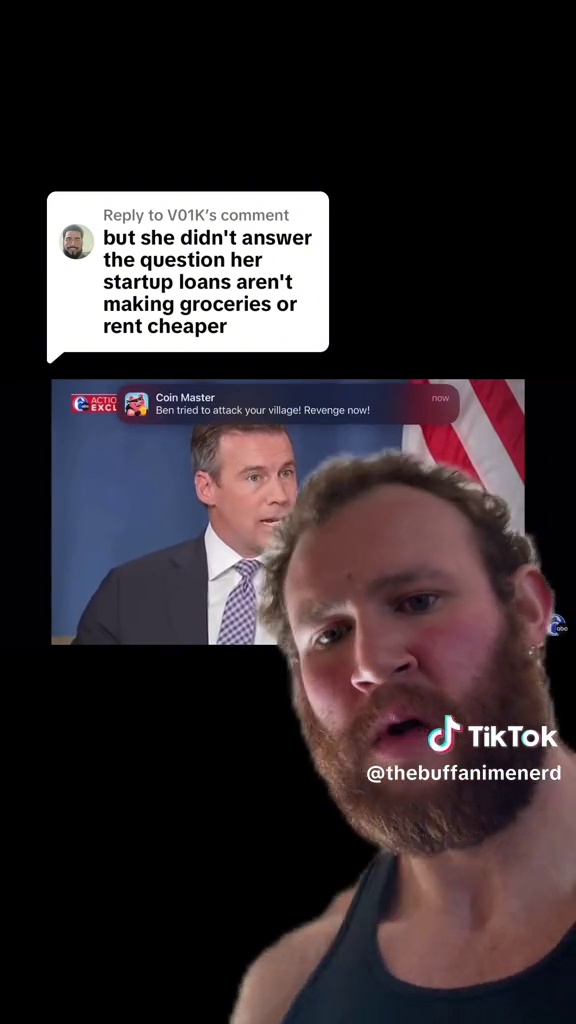 Reply to V01K's comment
but she didn't answer
the question her
startup loans aren't
making groceries or
rent cheaper
ACTIO
EXCL
Coin Master
now
Ben tried to attack your village! Revenge now!
abc
TikTok
@thebuffanimenerd